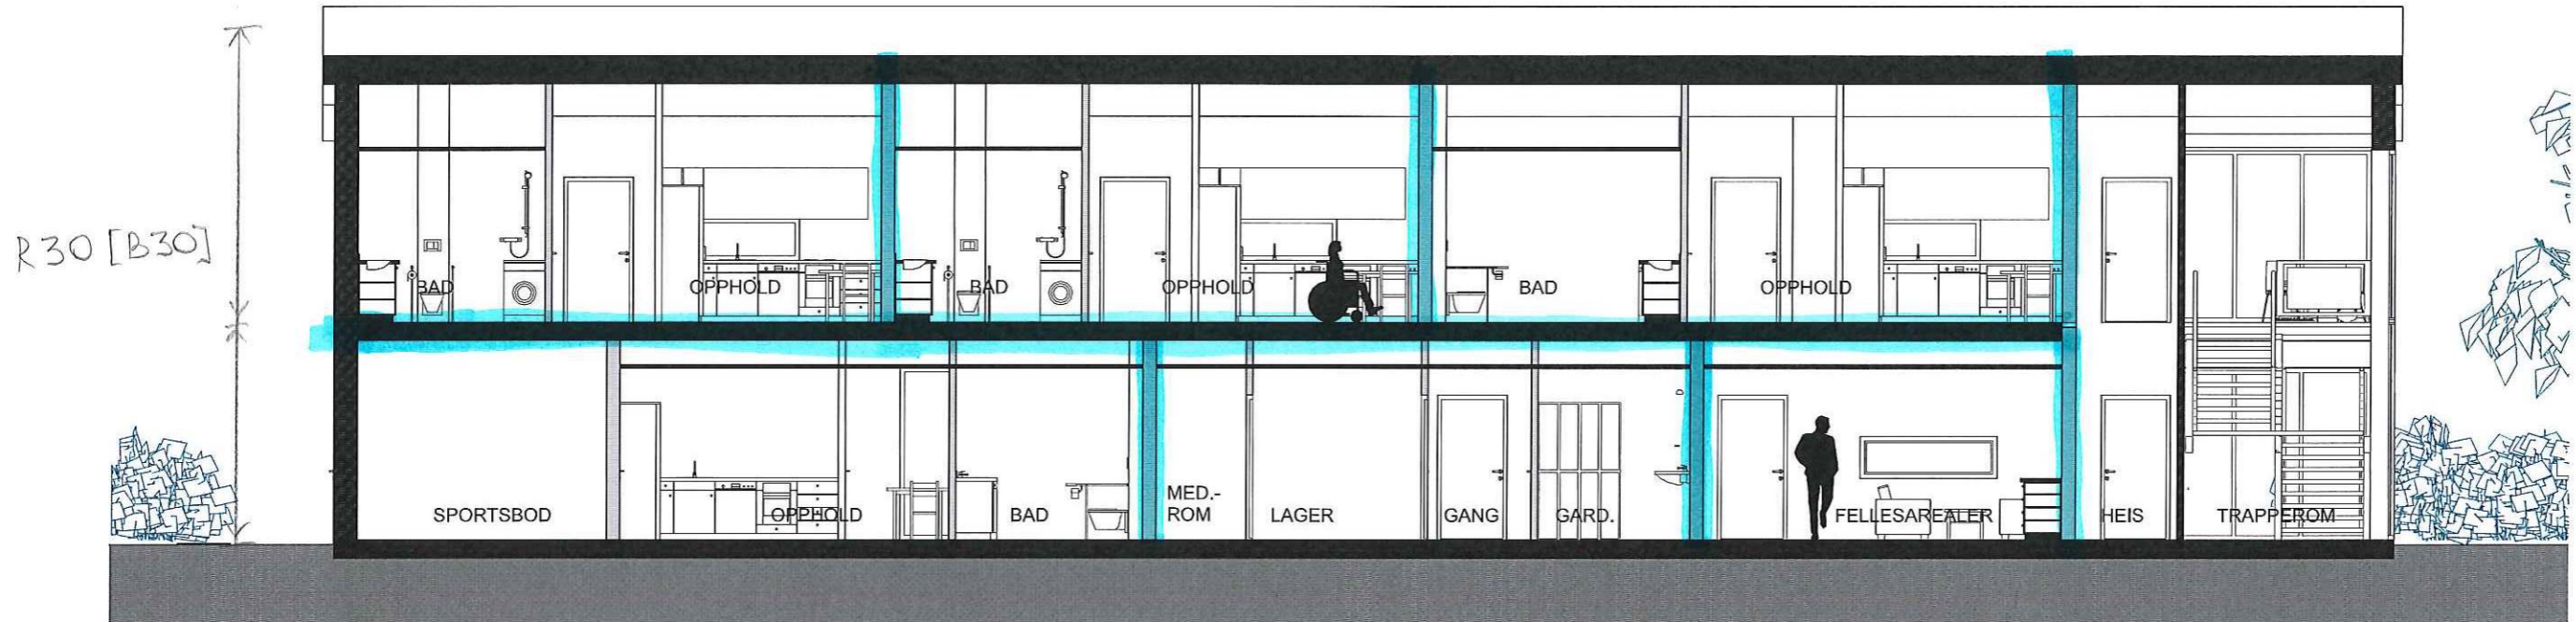 R30 [B30]
BAD
OPPHOLD
BAD
OPPHOLD
BAD
OPPHOLD
SPORTSBOD
OPPHOLD
BAD
MED.-
ROM
LAGER
GANG
GARD.
FELLESAREALER
HEIS
TRAPPEROM